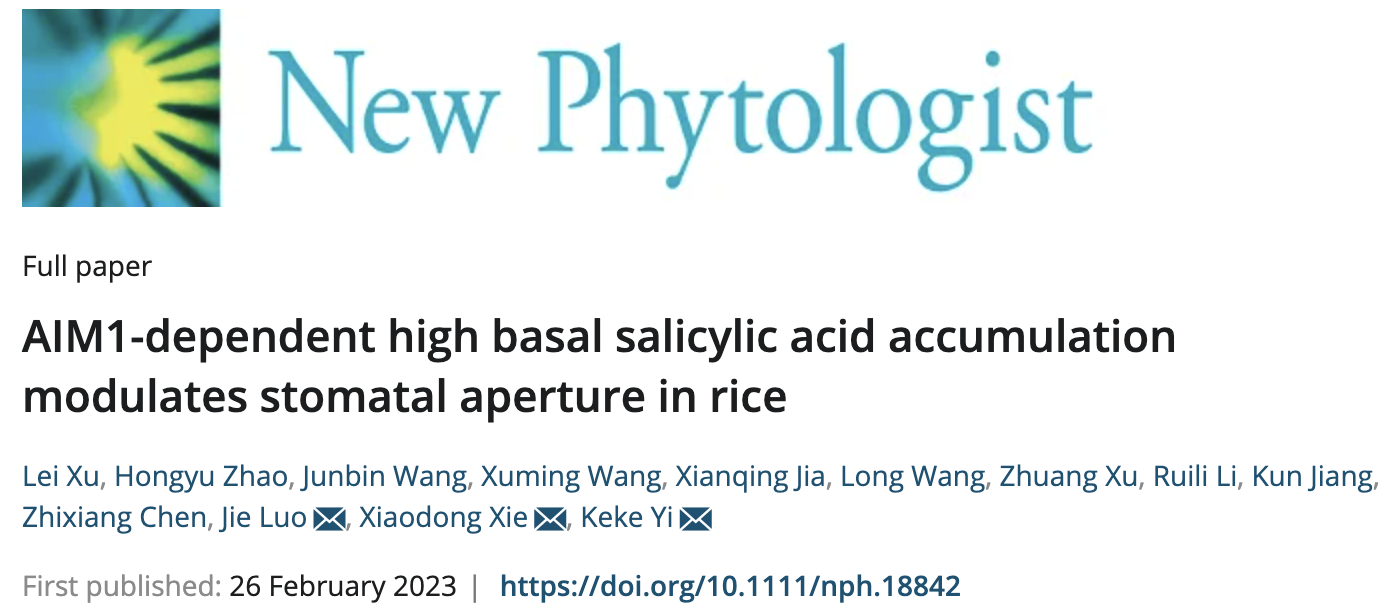 New Phytologist
Full paper
AIM1-dependent high basal salicylic acid accumulation
modulates stomatal aperture in rice
Lei Xu, Hongyu Zhao, Junbin Wang, Xuming Wang, Xianqing Jia, Long Wang, Zhuang Xu, Ruili Li, Kun Jiang,
Zhixiang Chen, Jie Luo, Xiaodong Xie, Keke Yi
First published: 26 February 2023 | https://doi.org/10.1111/nph.18842